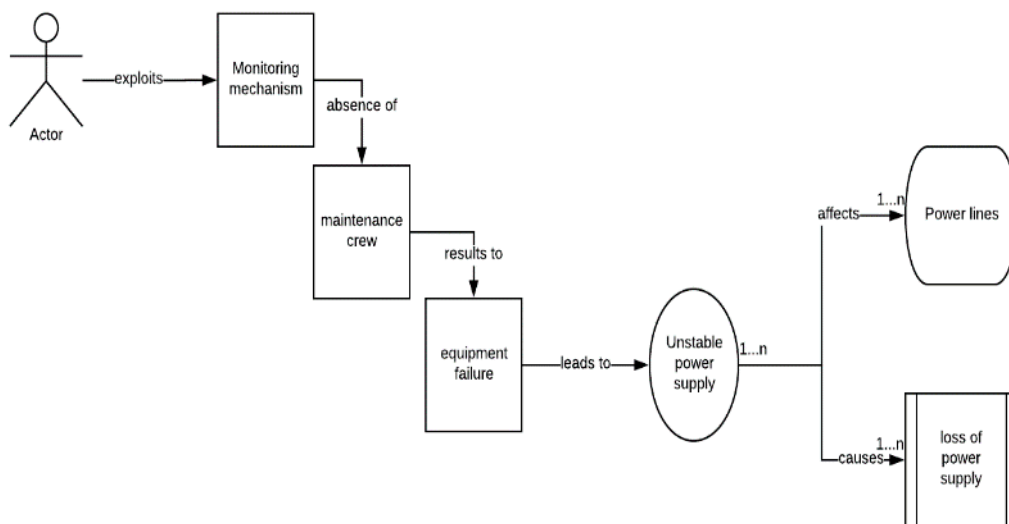 Actor
exploits
Monitoring
mechanism
absence of
maintenance
crew
results to
equipment
failure
leads to
Unstable
power
supply
1...n
affects
1...n
Power lines
causes
1...n
loss of
power
supply